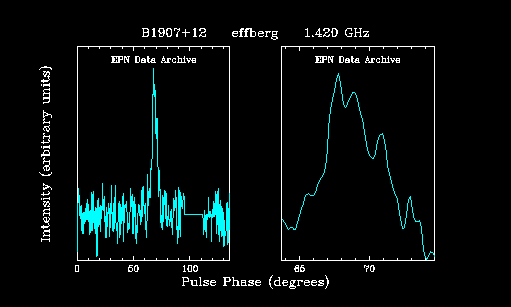 B1907+12 effberg 1.420 GHz
EPN Data Archive
EPN Data Archive
Intensity (arbitrary units)
0 50 100
66 70
Pulse Phase (degrees)